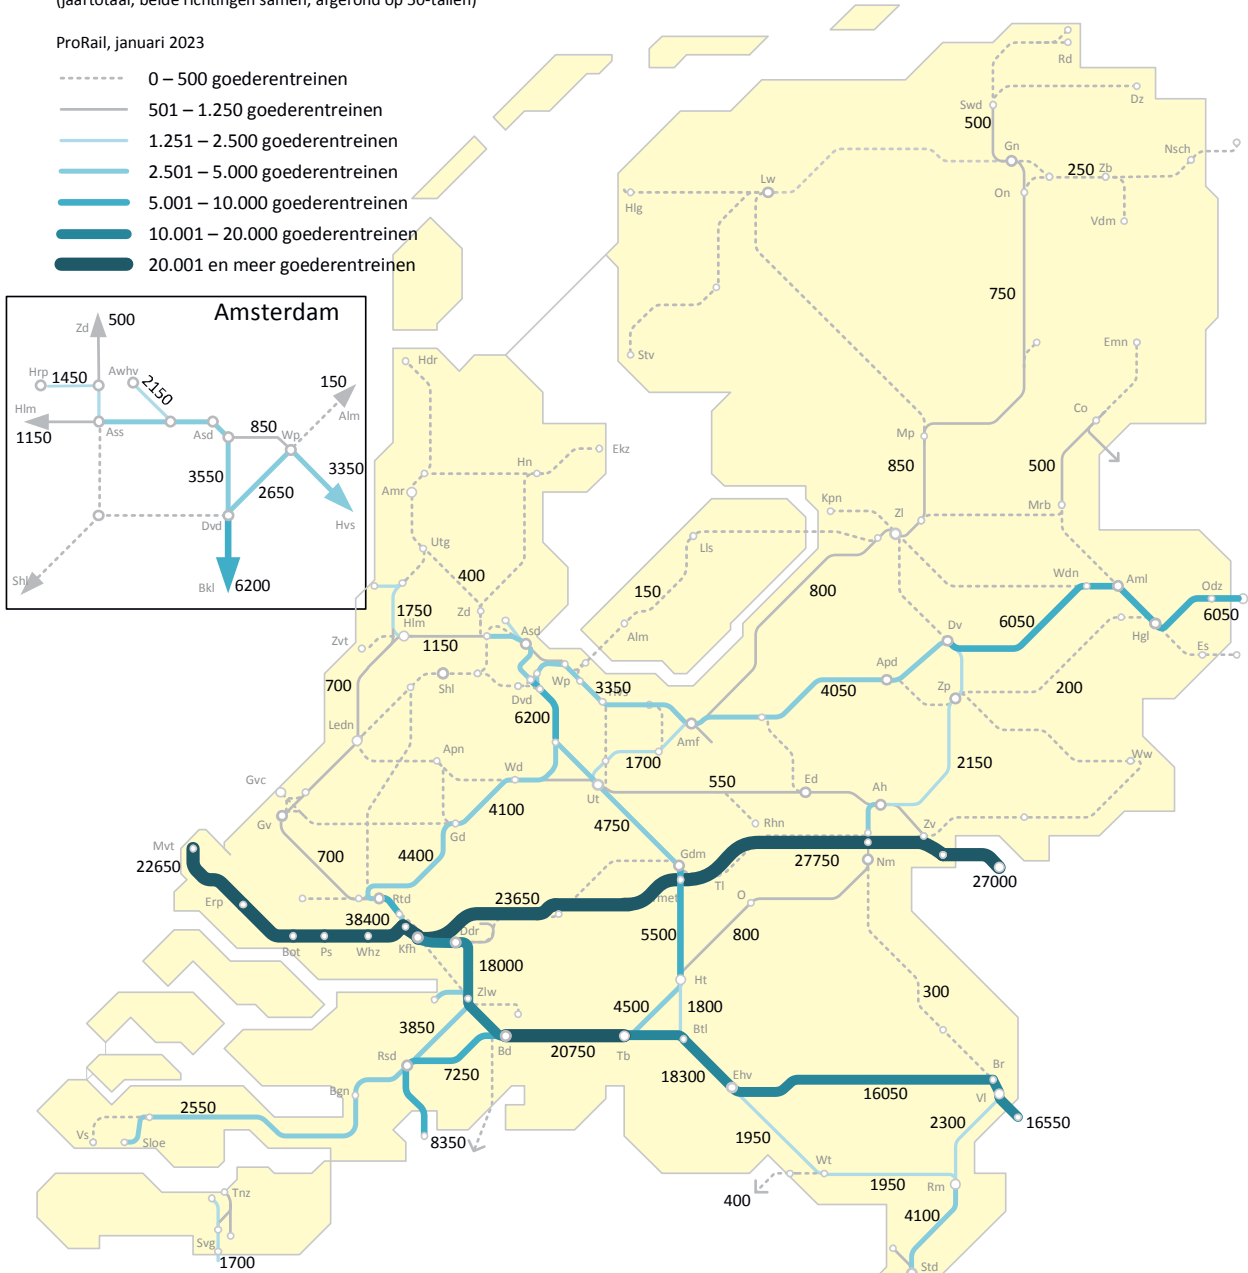 (jaartotaal, beide richtingen samen, afgerond op 50-tallen)
ProRail, januari 2023
0 – 500 goederentreinen
501 – 1.250 goederentreinen
1.251 – 2.500 goederentreinen
2.501 – 5.000 goederentreinen
5.001 – 10.000 goederentreinen
10.001 – 20.000 goederentreinen
20.001 en meer goederentreinen
Amsterdam
Zd 500
Hrp 1450 Awhv 2150 150
Hlm Alm
1150 Ass Asd 850 Wp
3550 2650 3350
Dvd Hvs
Shl Bkl 6200
Rd
Swd Dz
500
Gn Nsch
250 Zb
Lw On
Hlg Vdm
750
Stv Emn
Hdr
Co
Mp
Hn Ekz 850 500
Amr Kpn Mrb
Zl
Utg Lls
400 800 Wdn Aml Odz
1750 Zd 150 6050 6050
Hlm Asd Dv Hgl
Zvt 1150 Alm Es
Shl Wp 3350 Apd
700 Dvd Hvs 4050 Zp 200
Ledn 6200 Amf
Apn 1700 2150 Ww
Gvc Wd Ut 550 Ed Ah
4100 4750
Gv Gd Rhn Zv
Mvt 700 4400 27750
22650 Gdm Nm 27000
Erp Rtd 23650 Tl
38400 Ddr O
Bot Ps Whz Kfh 5500 800
18000
Ht
Zlw 4500 1800 300
3850 Btl
Rsd Bd 20750 Tb
7250 18300 Ehv 16050 Br
Bgn Vl
2550 2300 16550
Vs Sloe 8350 1950
Wt
Tnz 400 1950 Rm
4100
Svg
1700 Std